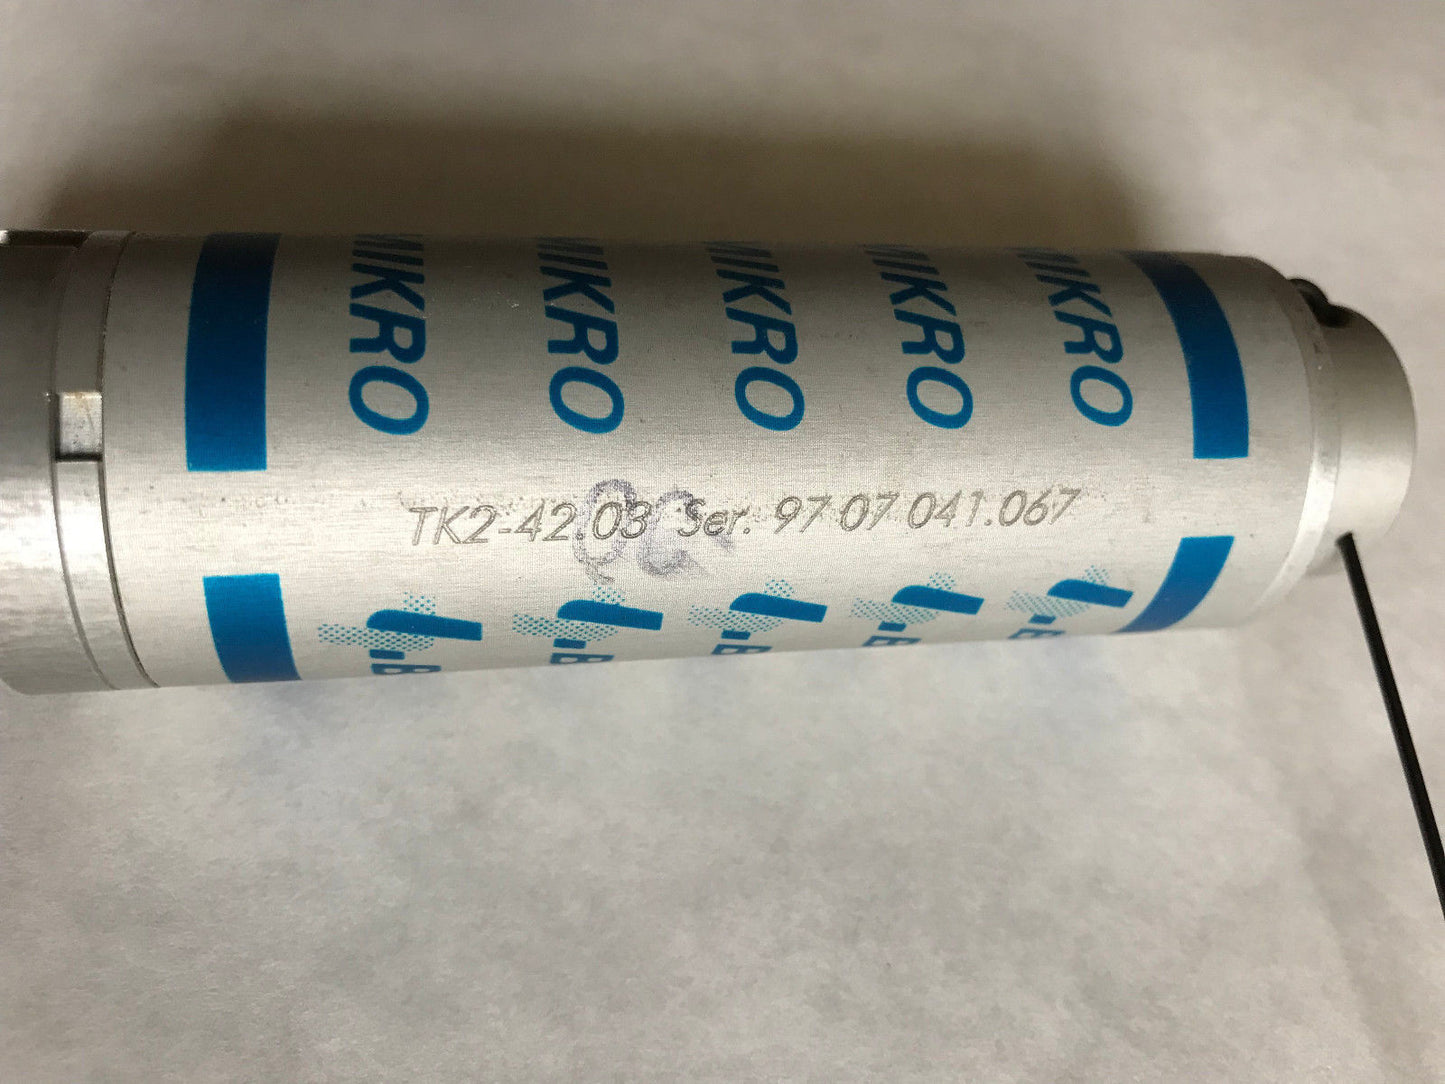 MIKRO MIKRO MIKRO MIKRO MIKRO
TK2-42.03 Ser. 97 07 041.067